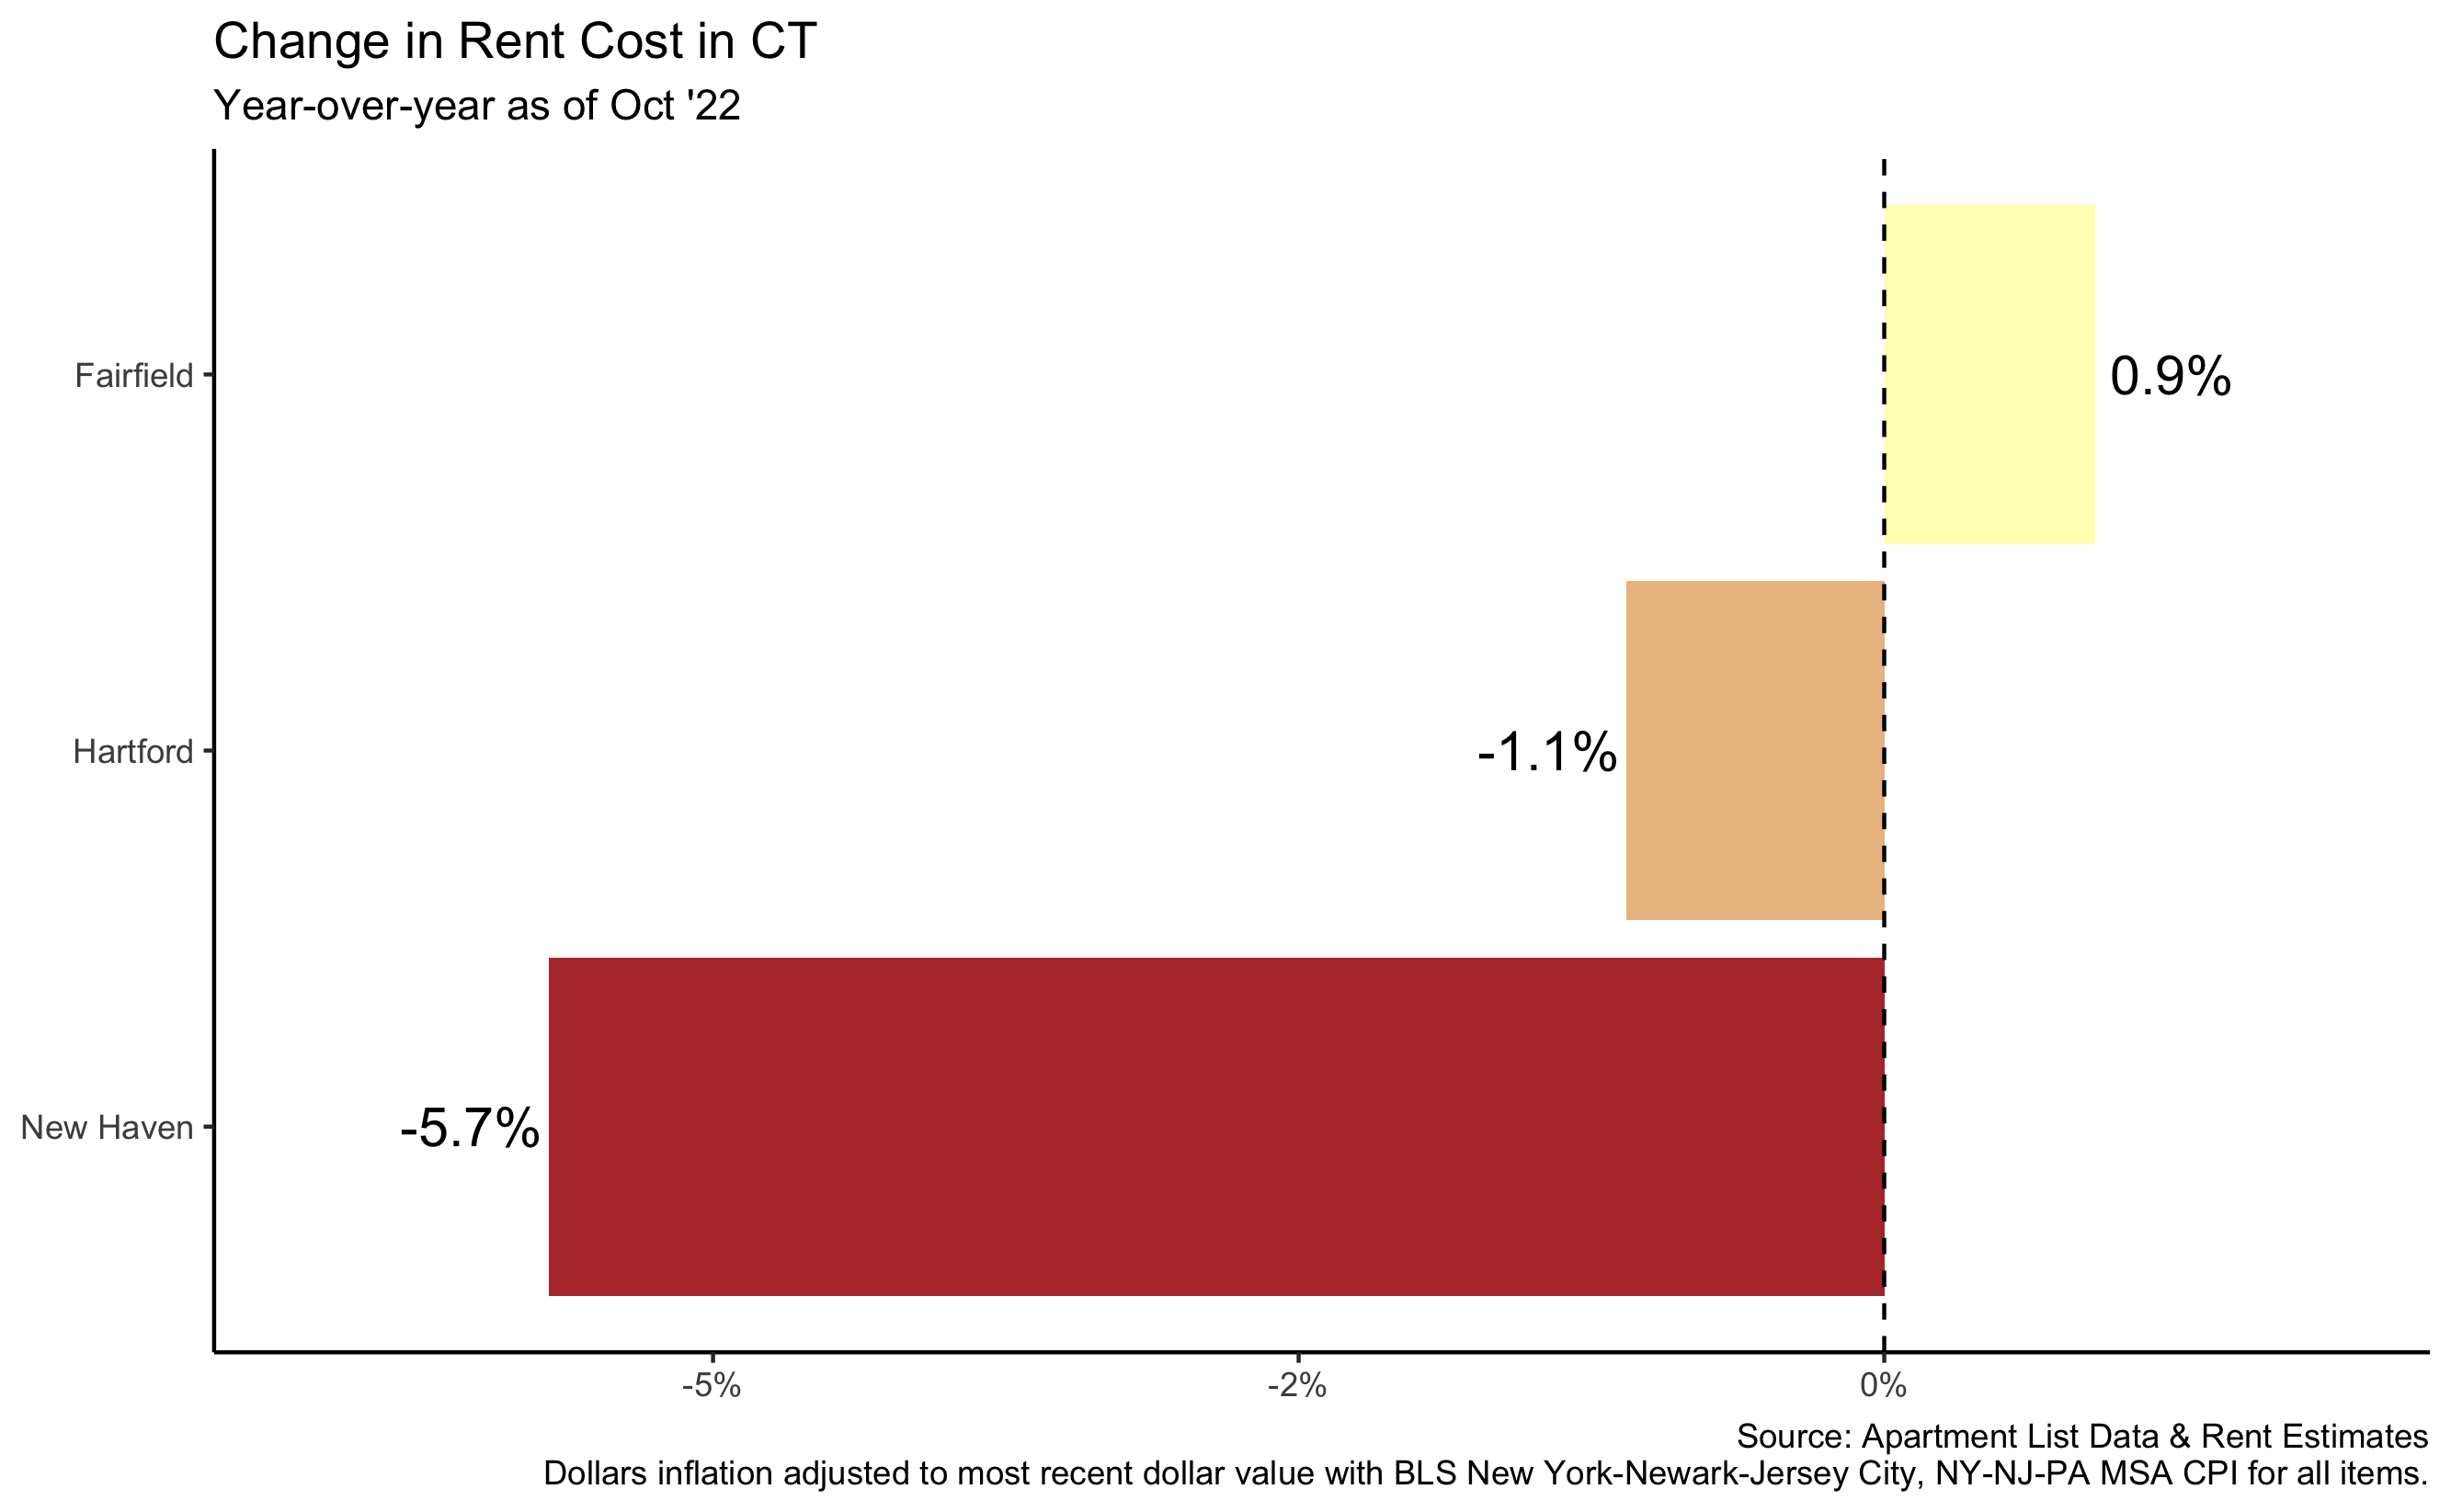 Change in Rent Cost in CT
Year-over-year as of Oct '22
Fairfield
0.9%
Hartford
-1.1%
New Haven
-5.7%
-5%
-2%
0%
Source: Apartment List Data & Rent Estimates
Dollars inflation adjusted to most recent dollar value with BLS New York-Newark-Jersey City, NY-NJ-PA MSA CPI for all items.